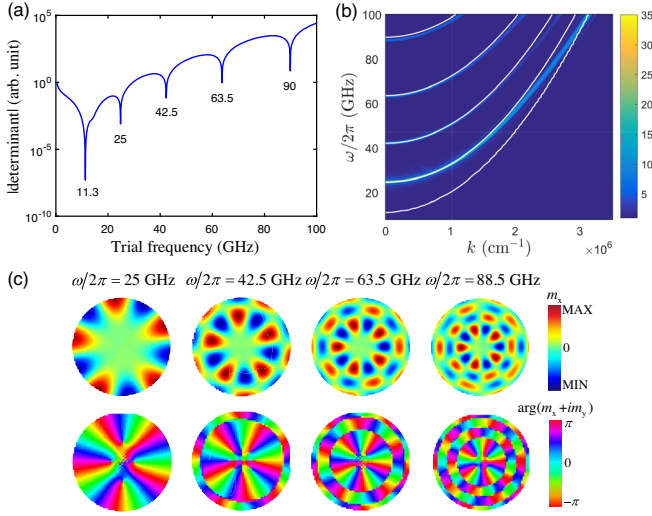 (a)
|determinant| (arb. unit)
10^5
10^0
10^-5
10^-10
11.3
25
42.5
63.5
90
0 20 40 60 80 100
Trial frequency (GHz)
(b)
ω/2π (GHz)
100
80
60
40
20
0 1 2 3
k (cm^-1) ×10^6
35
30
25
20
15
10
5
(c)
ω/2π = 25 GHz ω/2π = 42.5 GHz ω/2π = 63.5 GHz ω/2π = 88.5 GHz
m_x
MAX
0
MIN
arg(m_x+im_y)
π
0
−π